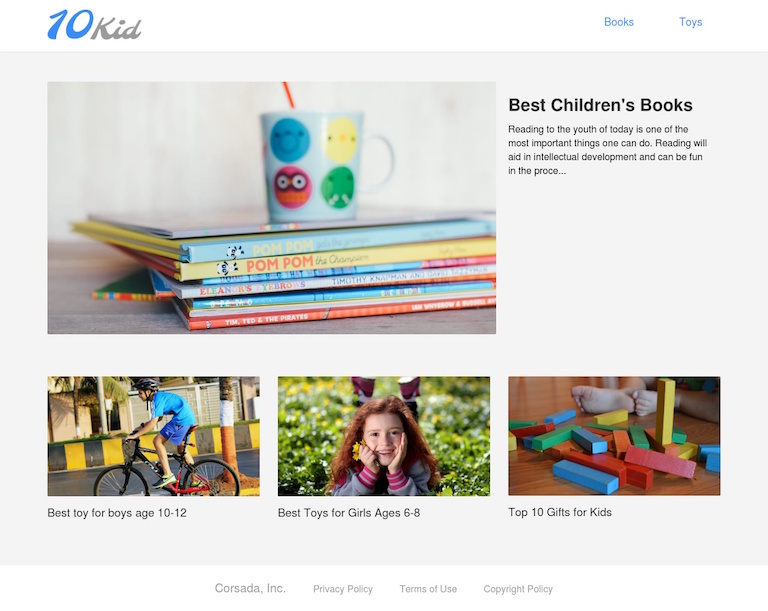 10Kid
Books
Toys
Best Children's Books
Reading to the youth of today is one of the
most important things one can do. Reading will
aid in intellectual development and can be fun
in the proce...
POM POM
POM POM the Champion
TIMOTHY KNAPMAN AND
ELEANOR'S EYEBROWS
TIM, TED & THE PIRATES
IAN WHYBROW & RUSSELL
Best toy for boys age 10-12
Best Toys for Girls Ages 6-8
Top 10 Gifts for Kids
Corsada, Inc.
Privacy Policy
Terms of Use
Copyright Policy